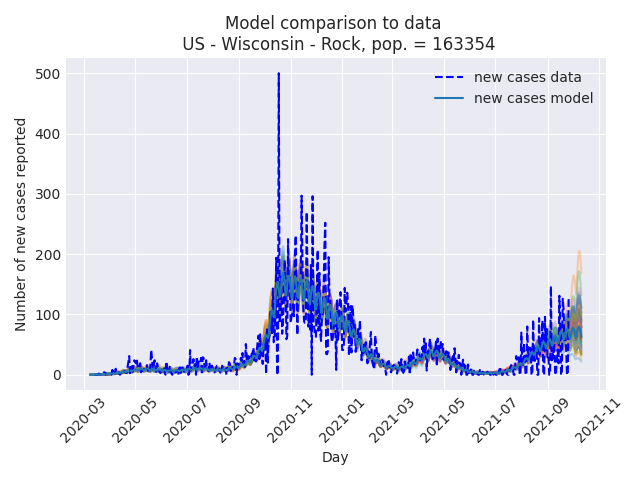 Model comparison to data
US - Wisconsin - Rock, pop. = 163354
new cases data
new cases model
Number of new cases reported
500
400
300
200
100
0
2020-03
2020-05
2020-07
2020-09
2020-11
2021-01
2021-03
2021-05
2021-07
2021-09
2021-11
Day